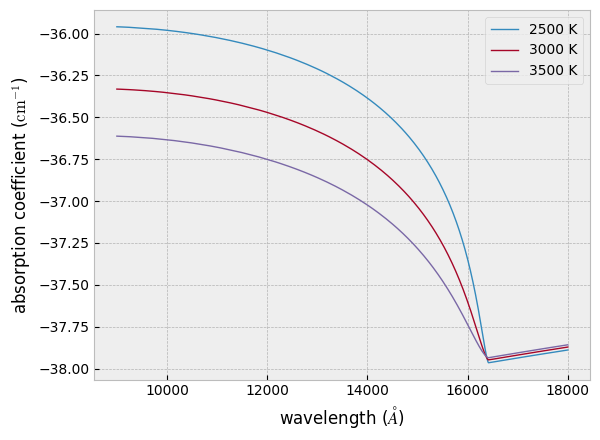 −36.00
−36.25
−36.50
−36.75
−37.00
−37.25
−37.50
−37.75
−38.00
absorption coefficient (cm⁻¹)
2500 K
3000 K
3500 K
10000 12000 14000 16000 18000
wavelength (Å)